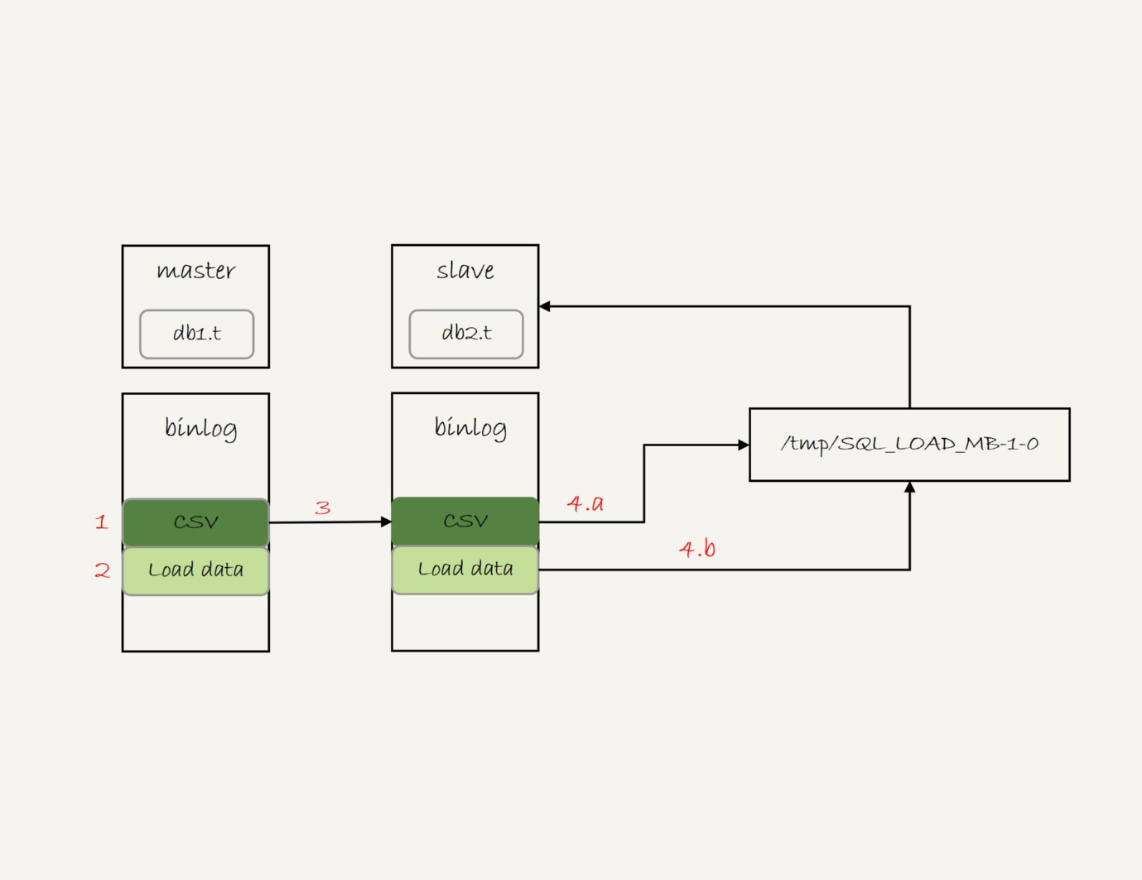 master
db1.t
slave
db2.t
binlog
binlog
1
CSV
3
CSV
4.a
2
Load data
Load data
4.b
/tmp/SQL_LOAD_MB-1-0